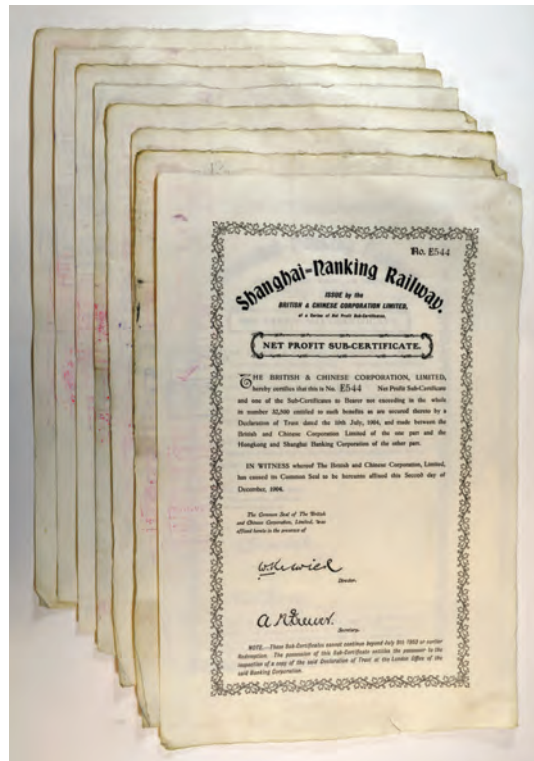 No. E544
Shanghai-Nanking Railway.
ISSUE by the
BRITISH & CHINESE CORPORATION LIMITED,
of a Series of Net Profit Sub-Certificates.
NET PROFIT SUB-CERTIFICATE.
THE BRITISH & CHINESE CORPORATION, LIMITED,
hereby certifies that this is No. E544 Net Profit Sub-Certificate
and one of the Sub-Certificates to Bearer not exceeding in the whole
in number 32,500 entitled to such benefits as are secured thereto by a
Declaration of Trust dated the 10th July, 1904, and made between the
British and Chinese Corporation Limited of the one part and the
Hongkong and Shanghai Banking Corporation of the other part.
IN WITNESS whereof The British and Chinese Corporation, Limited,
has caused its Common Seal to be hereunto affixed this Second day of
December, 1904.
The Common Seal of The British
and Chinese Corporation, Limited, was
affixed hereto in the presence of
Director.
Secretary.
NOTE.—These Sub-Certificates cannot continue beyond July 9th 1953 or earlier
Redemption. The possession of this Sub-Certificate entitles the possessor to the
inspection of a copy of the said Declaration of Trust at the London Office of the
said Banking Corporation.